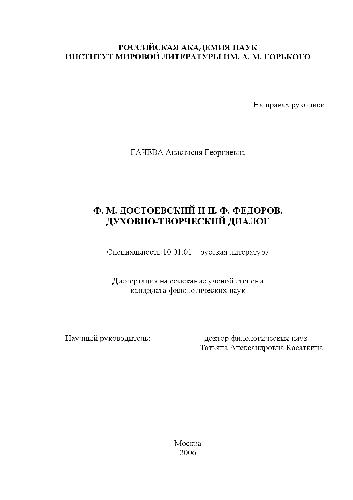 РОССИЙСКАЯ АКАДЕМИЯ НАУК
ИНСТИТУТ МИРОВОЙ ЛИТЕРАТУРЫ ИМ. А. М. ГОРЬКОГО
На правах рукописи
Анастасия Георгиевна
Ф. М. ДОСТОЕВСКИЙ И Н. Ф. ФЕДОРОВ.
ДУХОВНО-ТВОРЧЕСКИЙ ДИАЛОГ
Специальность 10.01.01 – русская литература
Диссертация на соискание ученой степени
кандидата филологических наук
Научный руководитель:
доктор филологических наук
Татьяна Александровна Касаткина
Москва
2006